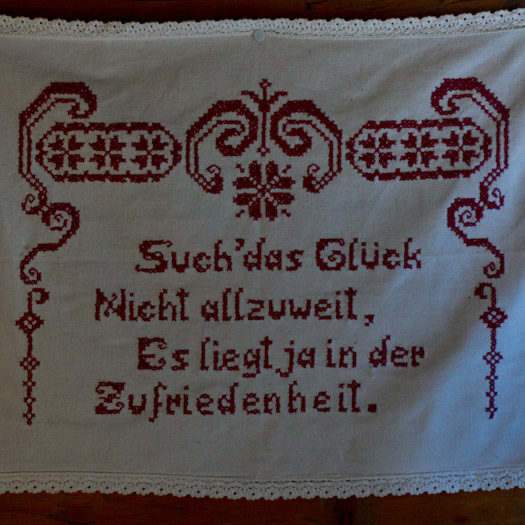 Such' das Glück
Nicht allzuweit,
Es liegt ja in der
Zufriedenheit.